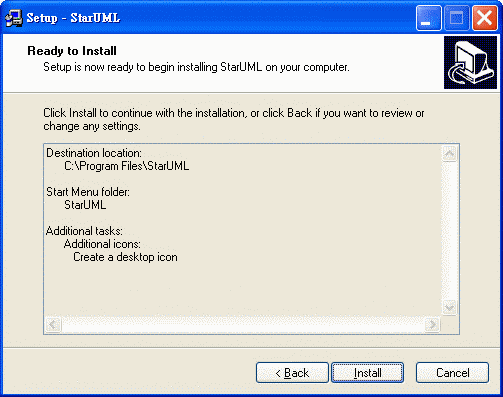 Setup - StarUML
Ready to Install
Setup is now ready to begin installing StarUML on your computer.
Click Install to continue with the installation, or click Back if you want to review or
change any settings.
Destination location:
C:\Program Files\StarUML
Start Menu folder:
StarUML
Additional tasks:
Additional icons:
Create a desktop icon
< Back
Install
Cancel